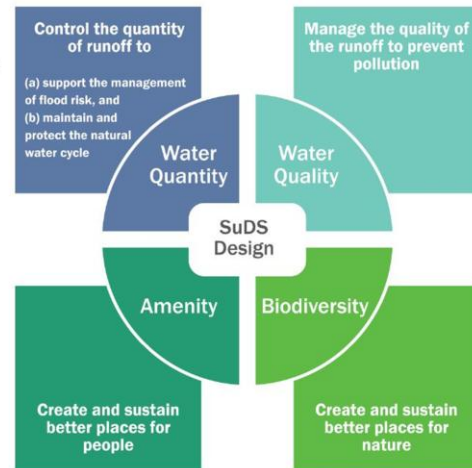 Control the quantity
of runoff to
(a) support the management
of flood risk, and
(b) maintain and
protect the natural
water cycle
Manage the quality of
the runoff to prevent
pollution
Water
Quantity
Water
Quality
SuDS
Design
Amenity
Biodiversity
Create and sustain
better places for
people
Create and sustain
better places for
nature